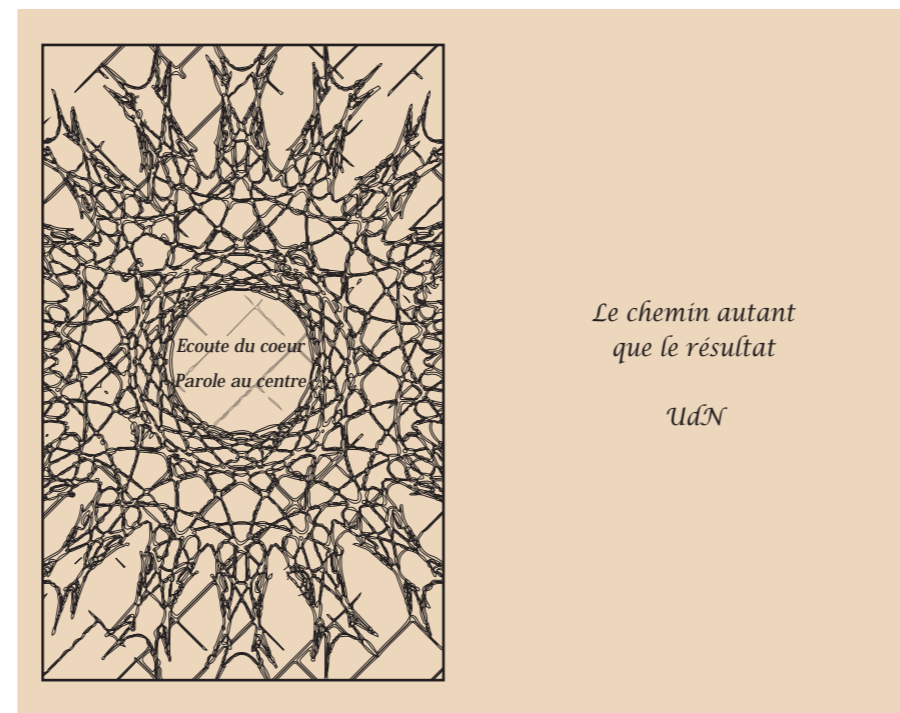 Ecoute du coeur
Parole au centre
Le chemin autant
que le résultat
UdN